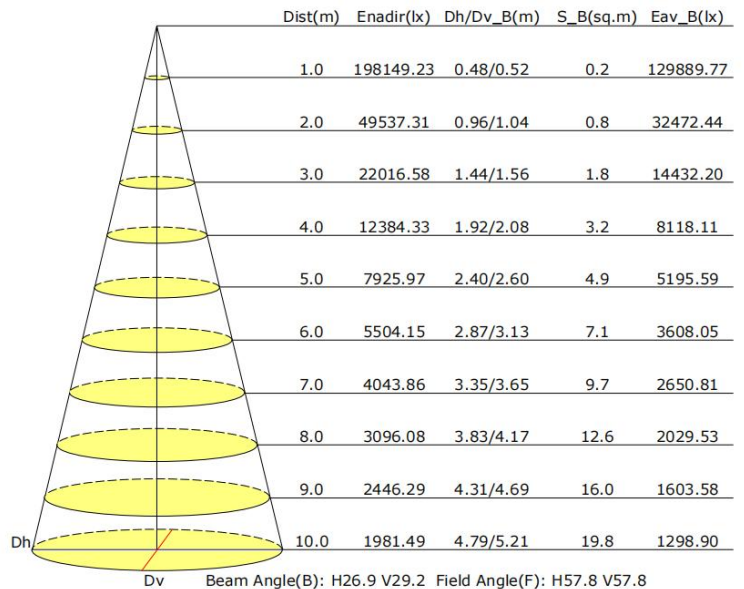 Dist(m) Enadir(lx) Dh/Dv_B(m) S_B(sq.m) Eav_B(lx)
1.0 198149.23 0.48/0.52 0.2 129889.77
2.0 49537.31 0.96/1.04 0.8 32472.44
3.0 22016.58 1.44/1.56 1.8 14432.20
4.0 12384.33 1.92/2.08 3.2 8118.11
5.0 7925.97 2.40/2.60 4.9 5195.59
6.0 5504.15 2.87/3.13 7.1 3608.05
7.0 4043.86 3.35/3.65 9.7 2650.81
8.0 3096.08 3.83/4.17 12.6 2029.53
9.0 2446.29 4.31/4.69 16.0 1603.58
Dh 10.0 1981.49 4.79/5.21 19.8 1298.90
Dv Beam Angle(B): H26.9 V29.2 Field Angle(F): H57.8 V57.8